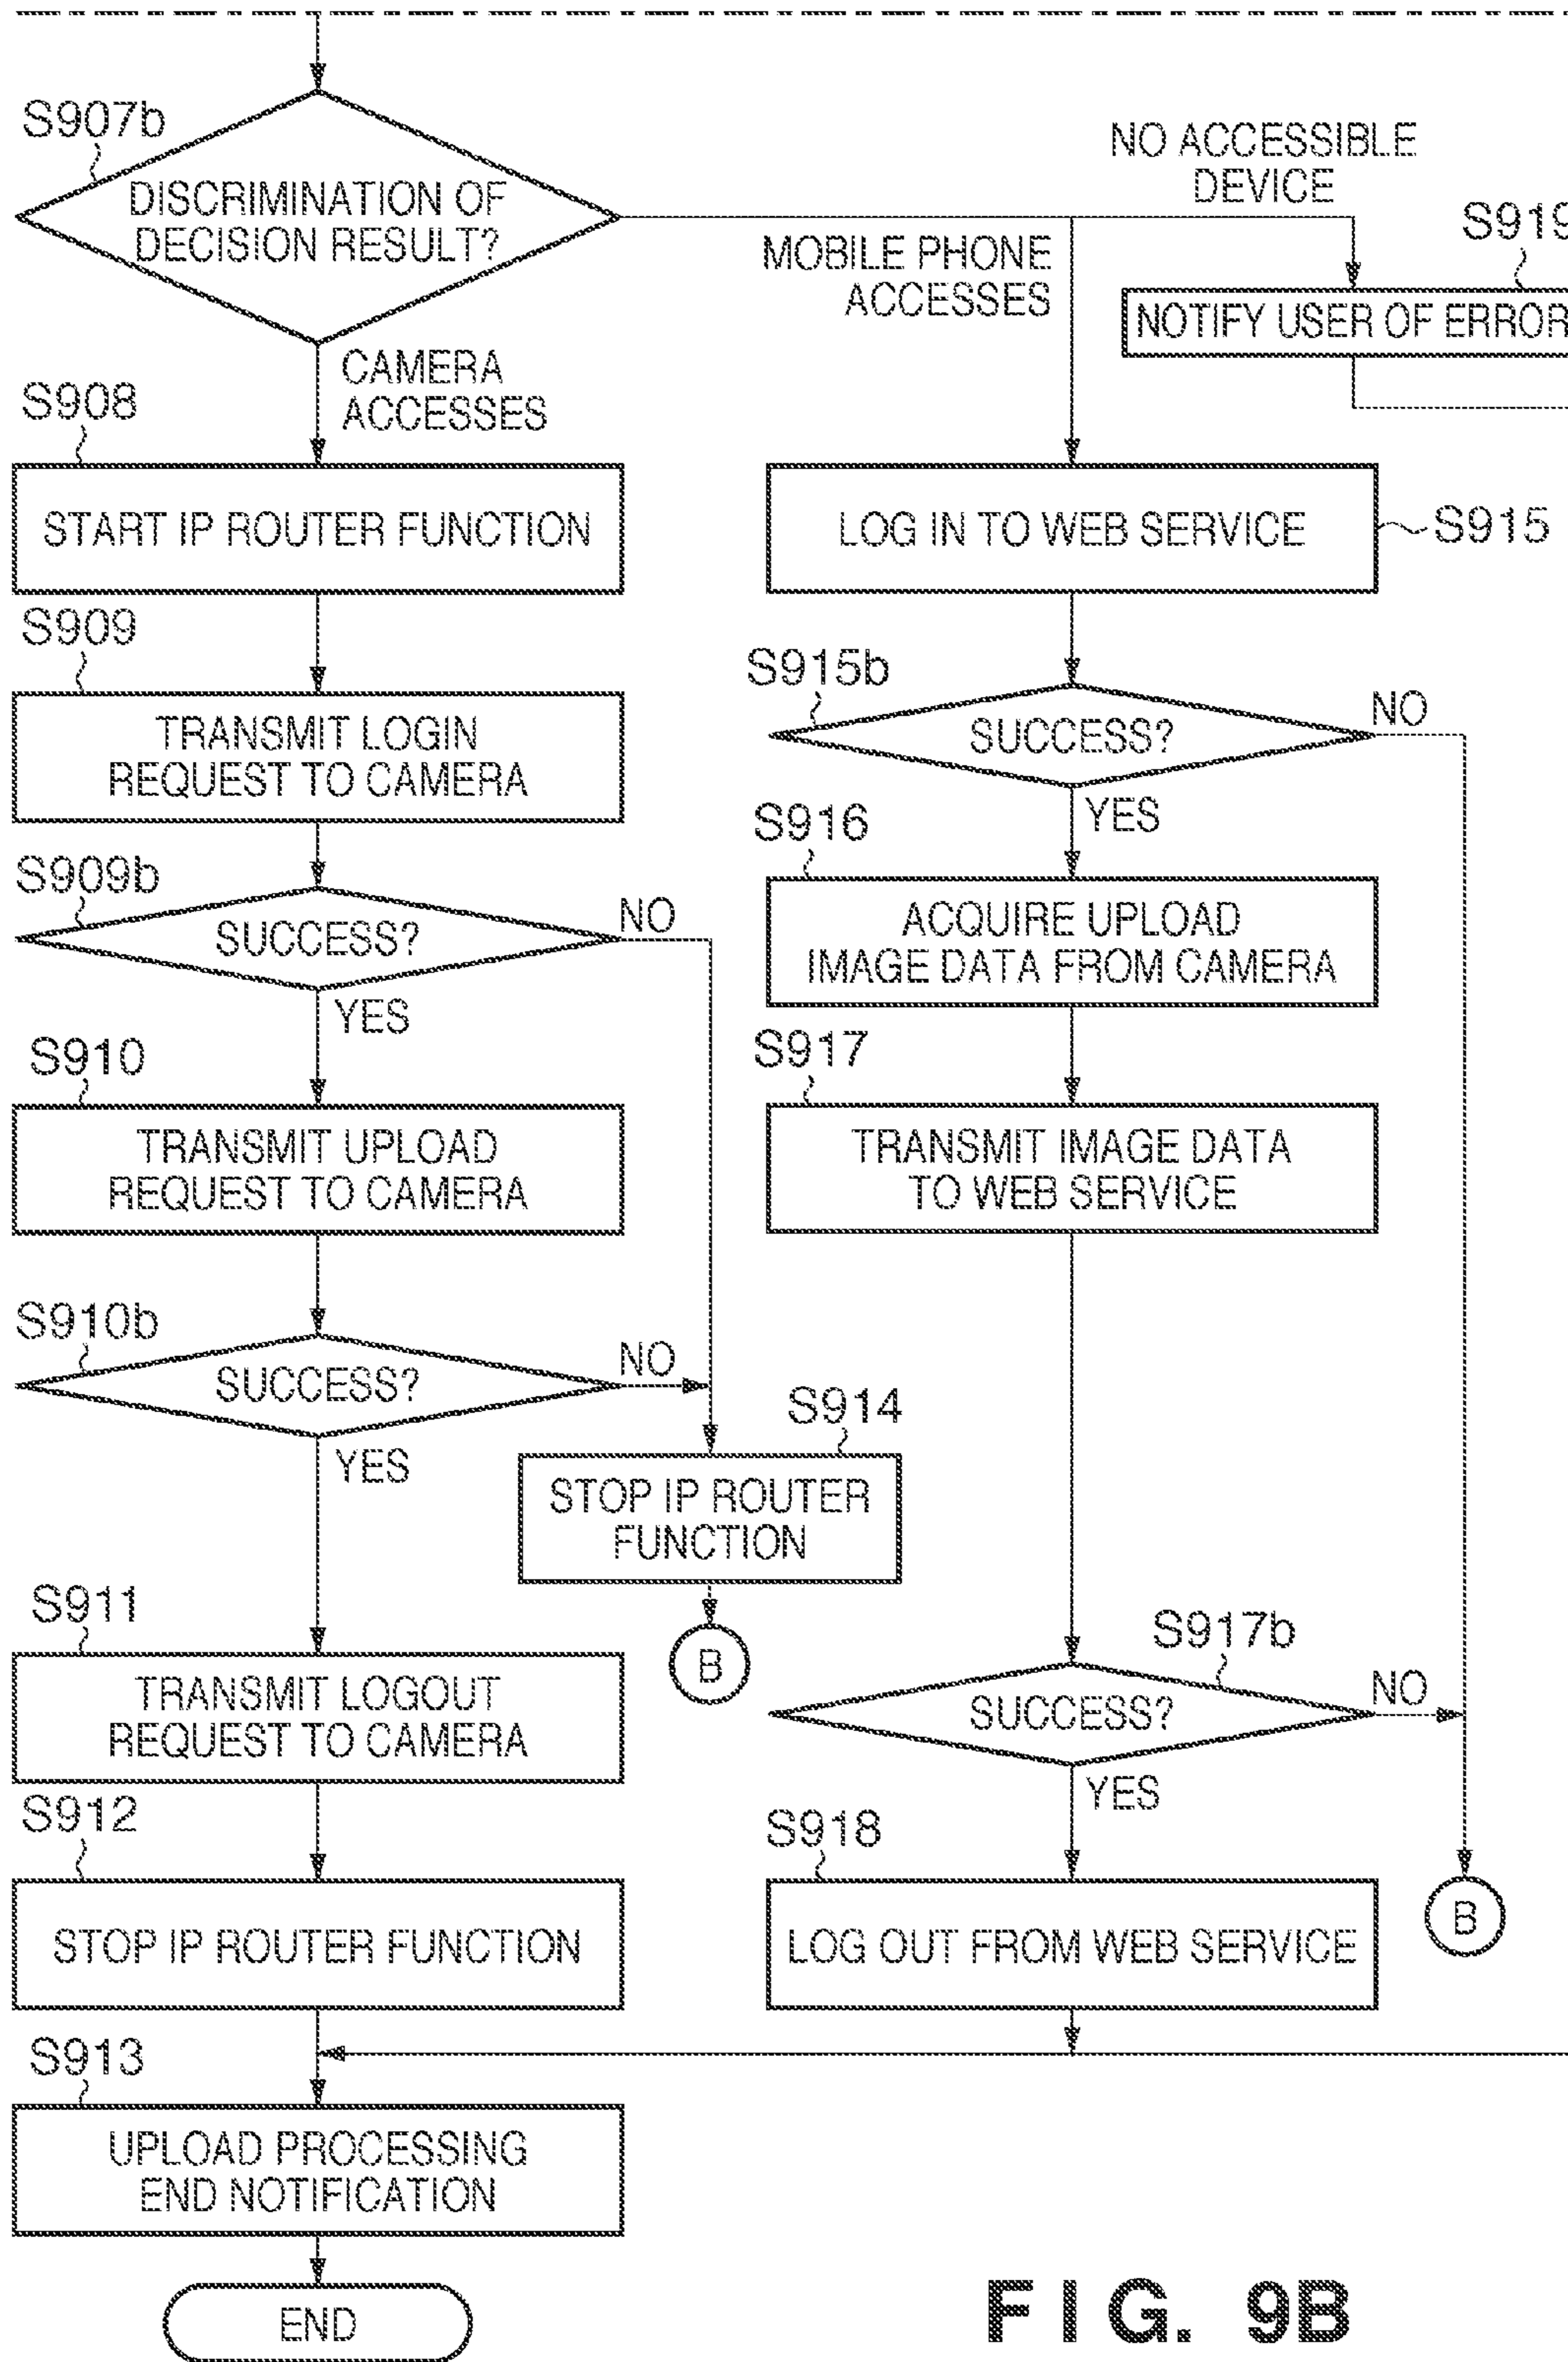 S907b
DISCRIMINATION OF
DECISION RESULT?
NO ACCESSIBLE
DEVICE
MOBILE PHONE
ACCESSES
S919
NOTIFY USER OF ERROR
CAMERA
ACCESSES
S908
START IP ROUTER FUNCTION
LOG IN TO WEB SERVICE
S915
S909
TRANSMIT LOGIN
REQUEST TO CAMERA
S915b
SUCCESS?
NO
YES
S909b
SUCCESS?
NO
YES
S916
ACQUIRE UPLOAD
IMAGE DATA FROM CAMERA
S910
TRANSMIT UPLOAD
REQUEST TO CAMERA
S917
TRANSMIT IMAGE DATA
TO WEB SERVICE
S910b
SUCCESS?
NO
YES
S914
STOP IP ROUTER
FUNCTION
B
S911
TRANSMIT LOGOUT
REQUEST TO CAMERA
S917b
SUCCESS?
NO
YES
S912
STOP IP ROUTER FUNCTION
S918
LOG OUT FROM WEB SERVICE
B
S913
UPLOAD PROCESSING
END NOTIFICATION
END
FIG. 9B